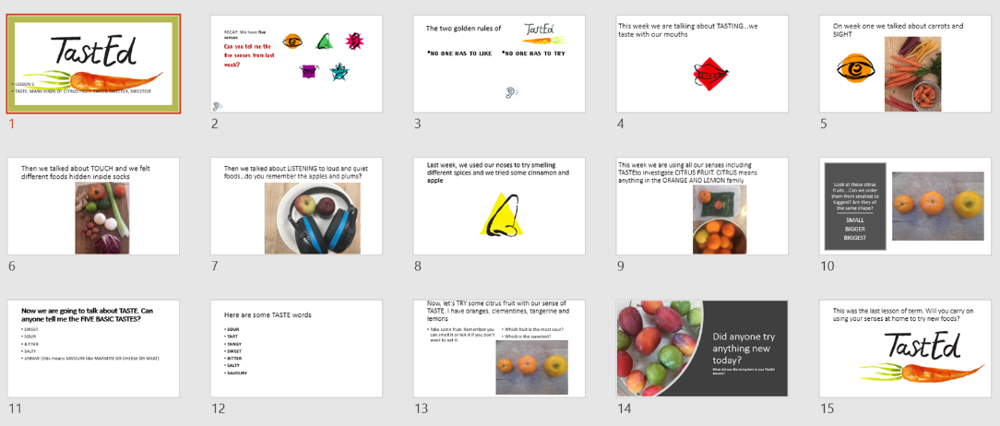 TastEd
• LESSON 5
• TASTE. MANY KINDS OF CITRUS FRUIT. SWEET, SWEETER, SWEETEST
1
RECAP: We have five
senses
Can you tell me the
five senses from last
week?
2
The two golden rules of
TastEd
*NO ONE HAS TO LIKE *NO ONE HAS TO TRY
3
This week we are talking about TASTING...we
taste with our mouths
4
On week one we talked about carrots and
SIGHT
5
Then we talked about TOUCH and we felt
different foods hidden inside socks
6
Then we talked about LISTENING to loud and quiet
foods...do you remember the apples and plums?
7
Last week, we used our noses to try smelling
different spices and we tried some cinnamon and
apple
8
This week we are using all our senses including
TASTEto investigate CITRUS FRUIT. CITRUS means
anything in the ORANGE AND LEMON family
9
Look at these citrus
fruits....Can we order
them from smallest to
biggest? Are they all
the same shape?
SMALL
BIGGER
BIGGEST
10
Now we are going to talk about TASTE. Can
anyone tell me the FIVE BASIC TASTES?
• SWEET
• SOUR
• BITTER
• SALTY
• UMAMI (this means SAVOURY like MARMITE OR CHEESE OR MEAT)
11
Here are some TASTE words
• SOUR
• TART
• TANGY
• SWEET
• BITTER
• SALTY
• SAVOURY
12
Now, let's TRY some citrus fruit with our sense of
TASTE. I have oranges, clementines, tangerine and
lemons
• Take some fruit. Remember you
can smell it or lick it if you don't
want to eat it.
• Which fruit is the most sour?
• Which is the sweetest?
13
Did anyone try
anything new
today?
What did you like doing best in your TastEd
lessons?
14
This was the last lesson of term. Will you carry on
using your senses at home to try new foods?
TastEd
15